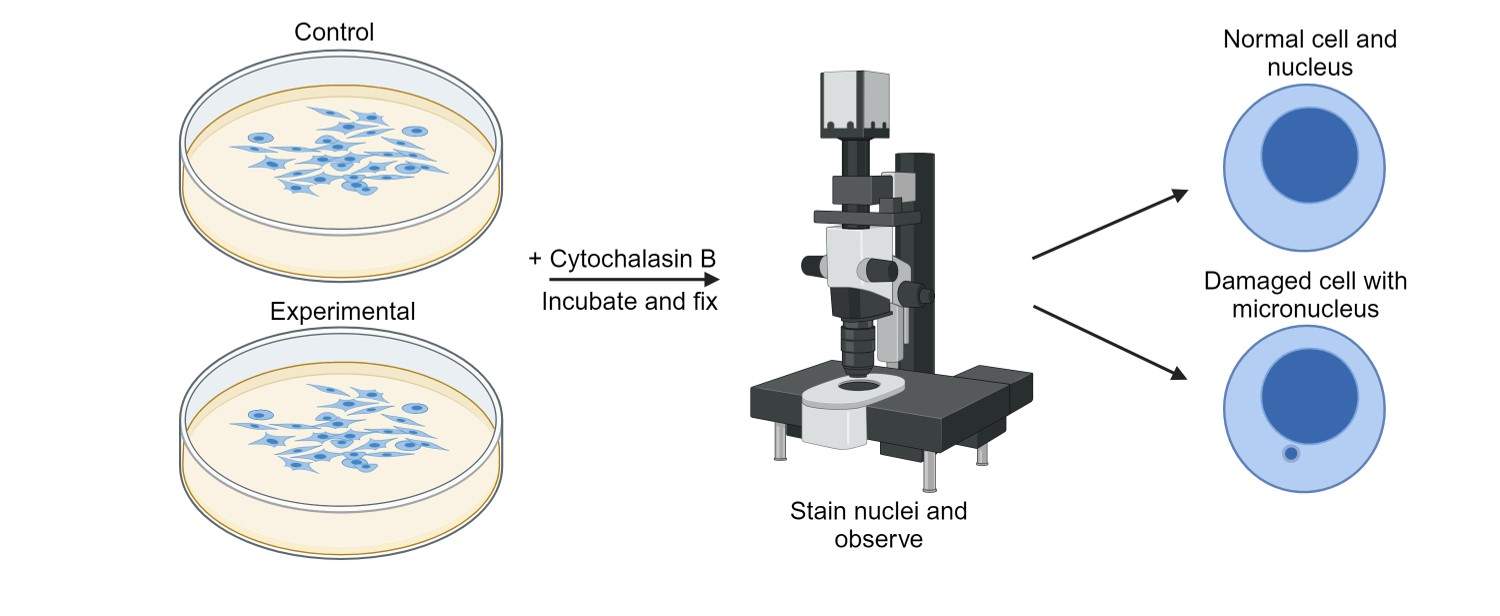 Control
Experimental
+ Cytochalasin B
Incubate and fix
Stain nuclei and
observe
Normal cell and
nucleus
Damaged cell with
micronucleus